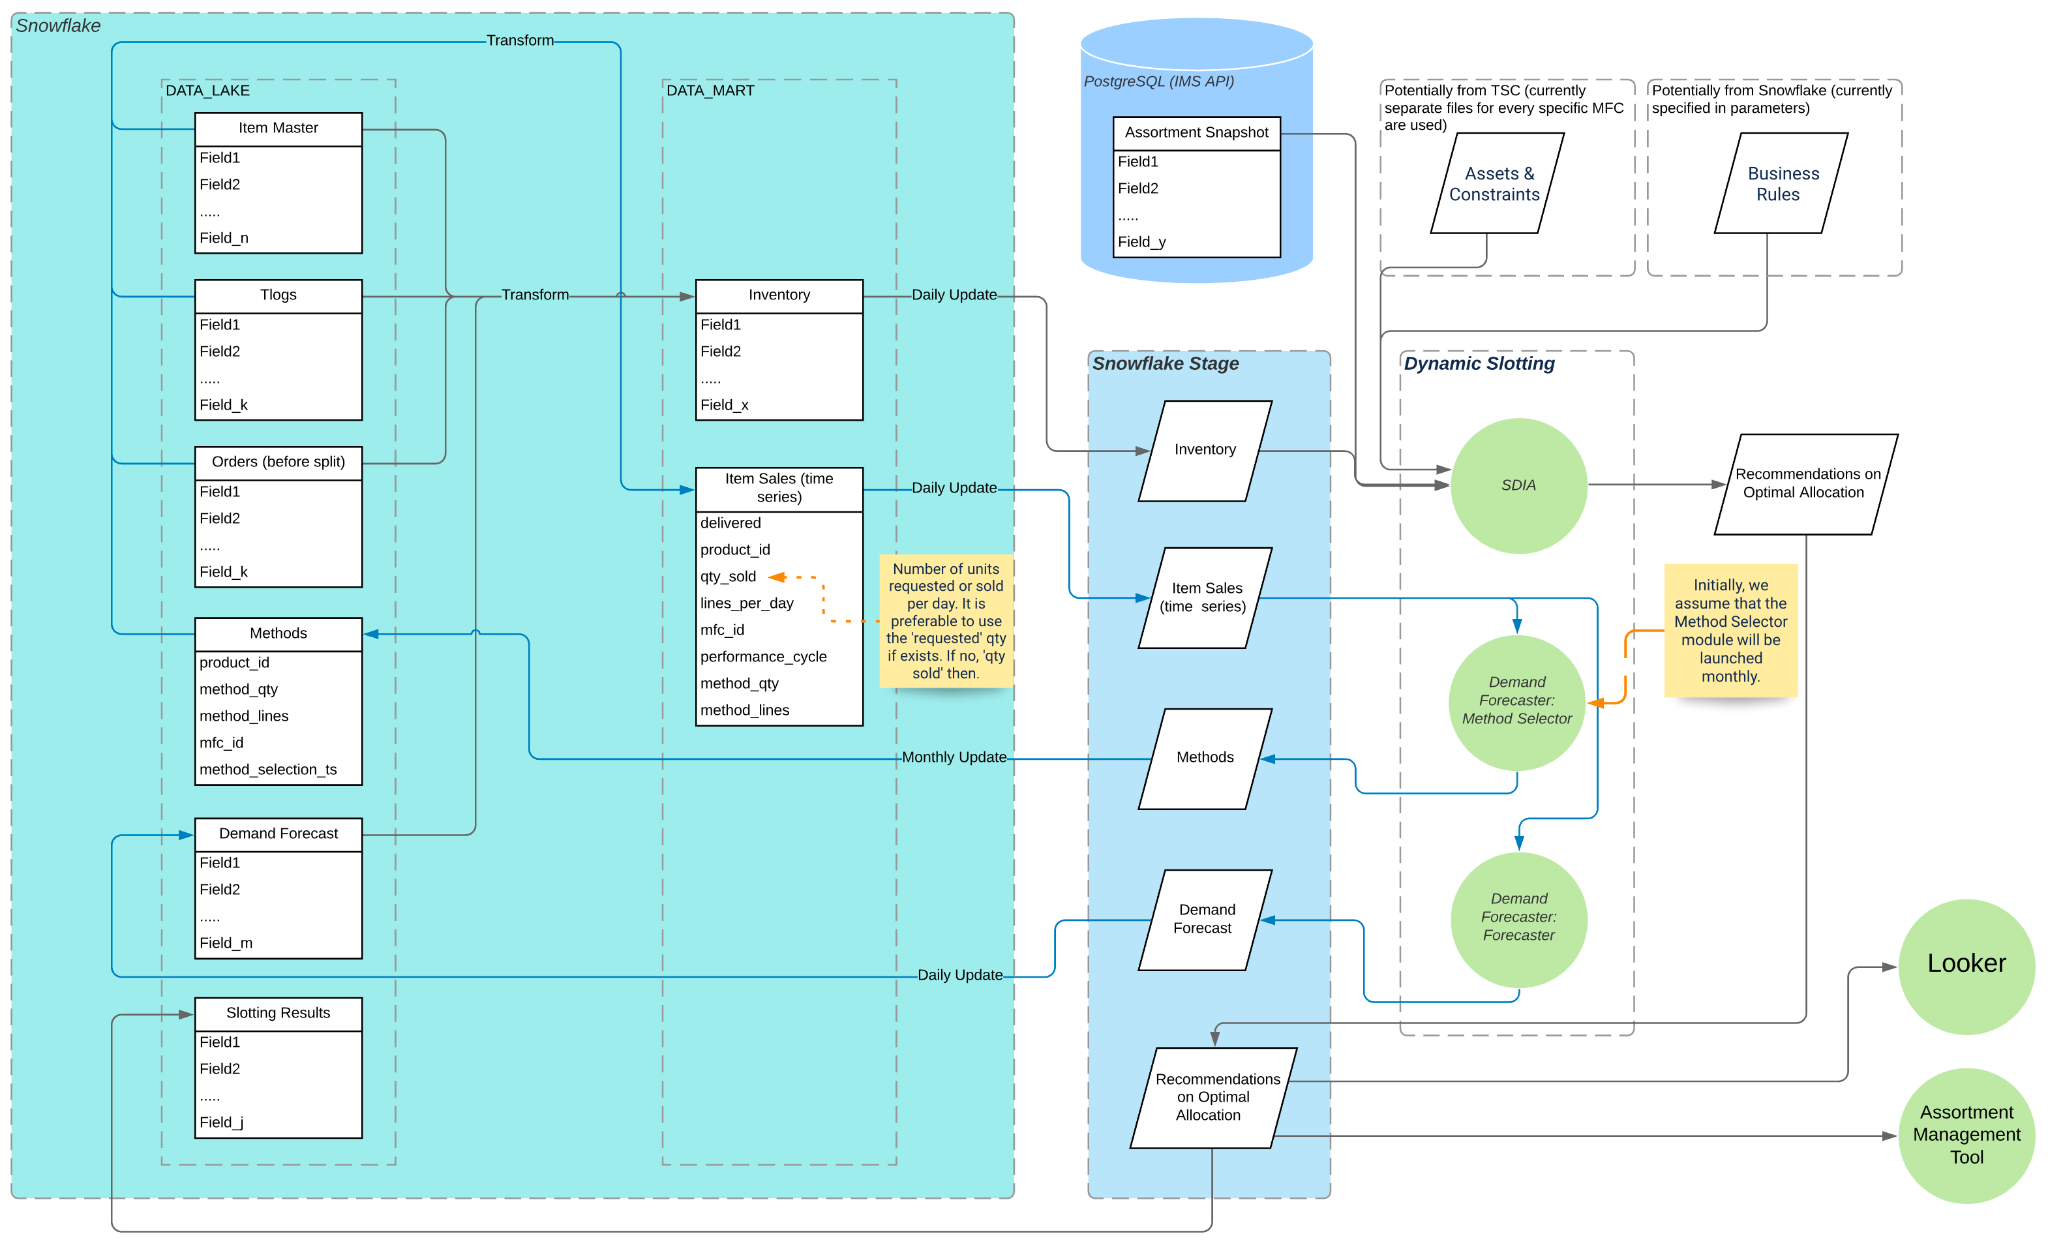 Snowflake
Transform
DATA_LAKE
Item Master
Field1
Field2
.....
Field_n
Tlogs
Field1
Field2
.....
Field_k
Orders (before split)
Field1
Field2
.....
Field_k
Methods
product_id
method_qty
method_lines
mfc_id
method_selection_ts
Demand Forecast
Field1
Field2
.....
Field_m
Slotting Results
Field1
Field2
.....
Field_j
Transform
DATA_MART
Inventory
Field1
Field2
.....
Field_x
Item Sales (time
series)
delivered
product_id
qty_sold
lines_per_day
mfc_id
performance_cycle
method_qty
method_lines
Number of units
requested or sold
per day. It is
preferable to use
the 'requested' qty
if exists. If no, 'qty
sold' then.
Daily Update
Daily Update
Monthly Update
Daily Update
PostgreSQL (IMS API)
Assortment Snapshot
Field1
Field2
.....
Field_y
Potentially from TSC (currently
separate files for every specific MFC
are used)
Assets &
Constraints
Potentially from Snowflake (currently
specified in parameters)
Business
Rules
Snowflake Stage
Inventory
Item Sales
(time  series)
Methods
Demand
Forecast
Recommendations
on Optimal
Allocation
Dynamic Slotting
SDIA
Demand
Forecaster:
Method Selector
Demand
Forecaster:
Forecaster
Recommendations on
Optimal Allocation
Initially, we
assume that the
Method Selector
module will be
launched
monthly.
Looker
Assortment
Management
Tool